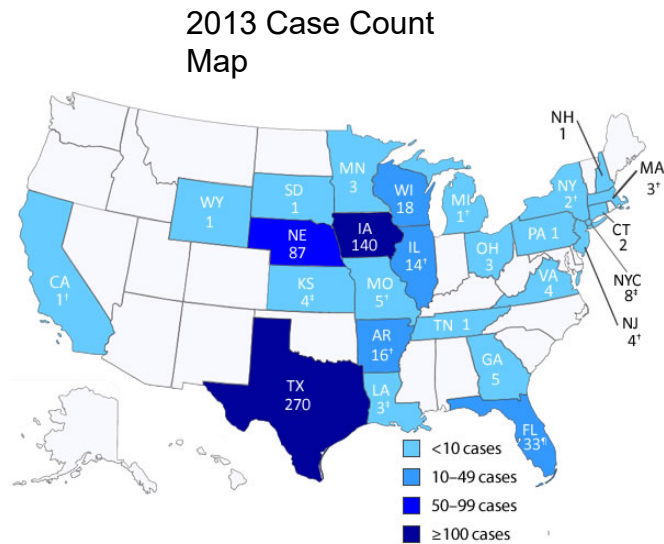 2013 Case Count
Map
NH
1
MA
3†
MN
3
WI
18
MI
1†
NY
2†
WY
1
SD
1
CT
2
IA
140
PA 1
NE
87
IL
14†
OH
3
NYC
8‡
CA
1†
KS
4‡
MO
5†
VA
4
NJ
4†
TN 1
AR
16†
GA
5
TX
270
LA
3‡
FL
33¶
<10 cases
10–49 cases
50–99 cases
≥100 cases